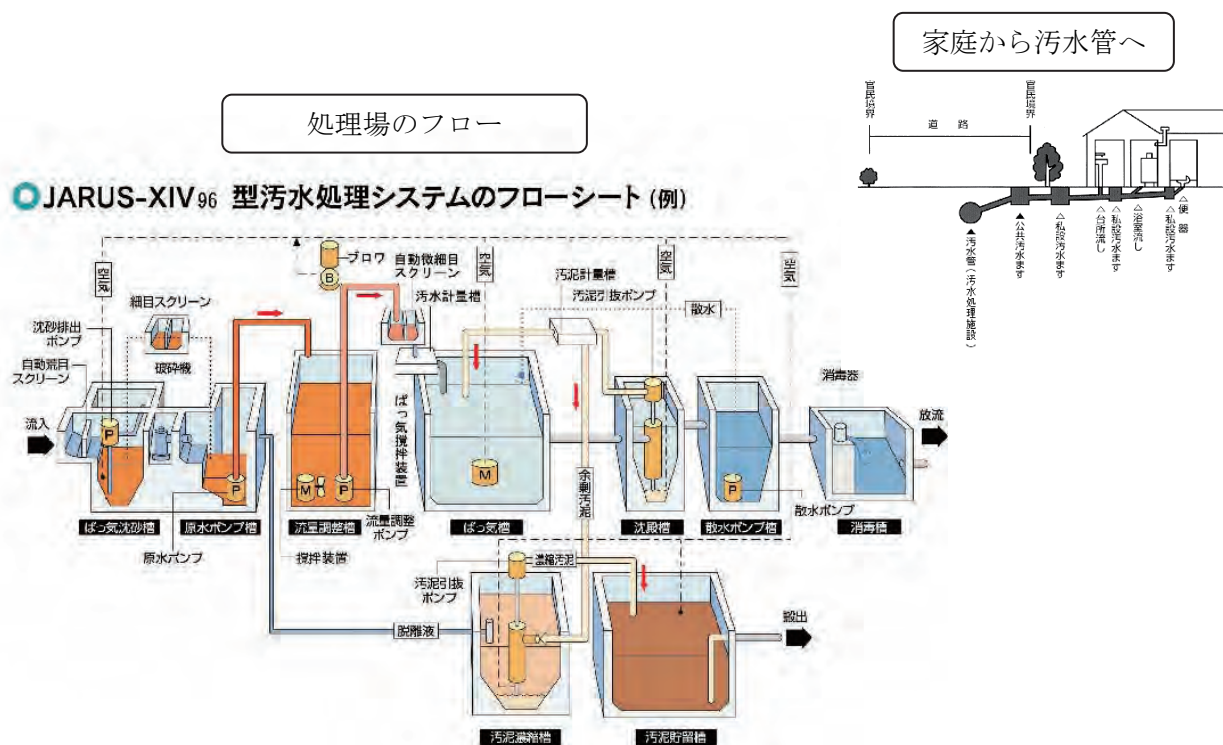 家庭から汚水管へ
官民境界
官民境界
道路
△便器
△私設汚水ます
△浴室流し
△私設汚水ます
△台所流し
△私設汚水ます
▲公共汚水ます
▲汚水管(汚水処理施設)
処理場のフロー
JARUS-XIV96 型汚水処理システムのフローシート(例)
空気
ブロワ
B
自動微細目
スクリーン
汚水計量槽
空気
汚泥計量槽
汚泥引抜ポンプ
空気
散水
空気
細目スクリーン
沈砂排出
ポンプ
破砕機
自動荒目
スクリーン
流入
P
P
M
P
ばっ気撹拌装置
M
P
消毒器
放流
ばっ気沈砂槽
原水ポンプ槽
流量調整槽
ばっ気槽
沈殿槽
散水ポンプ槽
消毒槽
原水ポンプ
撹拌装置
流量調整
ポンプ
余剰汚泥
散水ポンプ
汚泥引抜
ポンプ
濃縮汚泥
脱離液
搬出
汚泥濃縮槽
汚泥貯留槽